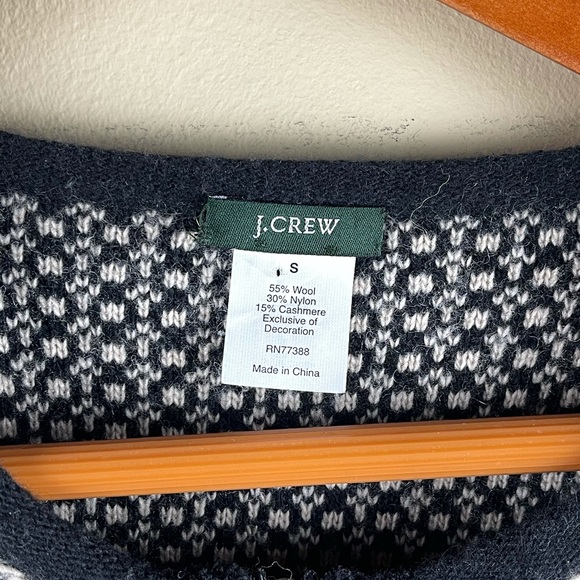 J.CREW
S
55% Wool
30% Nylon
15% Cashmere
Exclusive of
Decoration
RN77388
Made in China